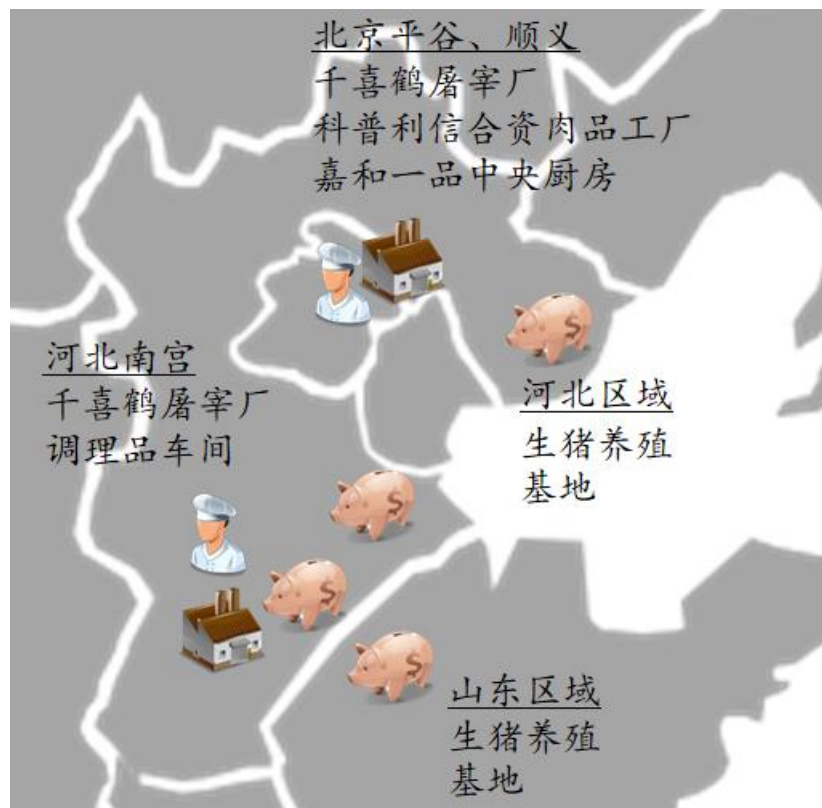 北京平谷、顺义
千喜鹤屠宰厂
科普利信合资肉品工厂
嘉和一品中央厨房
河北南宫
千喜鹤屠宰厂
调理品车间
河北区域
生猪养殖
基地
山东区域
生猪养殖
基地